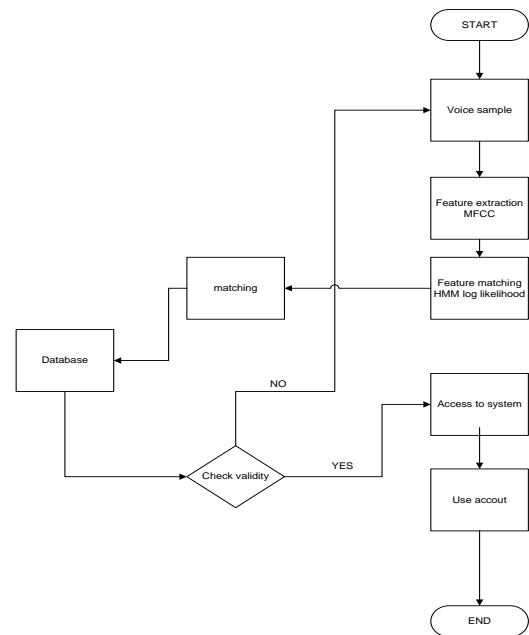 START
Voice sample
Feature extraction
MFCC
Feature matching
HMM log likelihood
matching
Database
NO
Check validity
YES
Access to system
Use accout
END